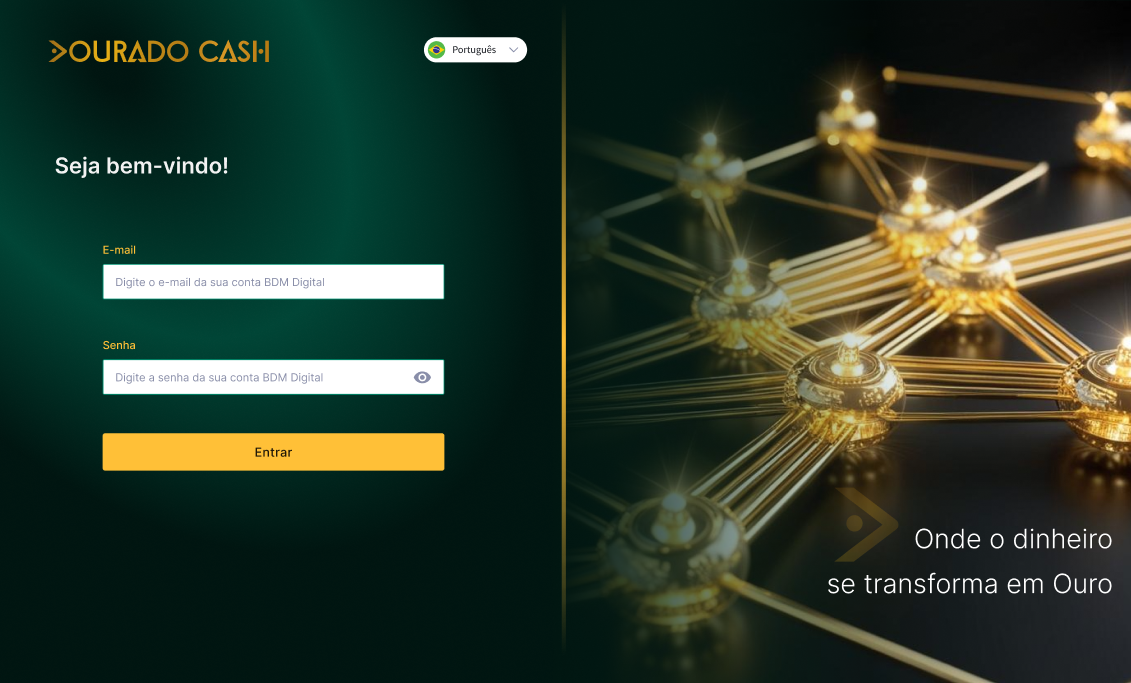 DOURADO CASH
Português
Seja bem-vindo!
E-mail
Digite o e-mail da sua conta BDM Digital
Senha
Digite a senha da sua conta BDM Digital
Entrar
Onde o dinheiro
se transforma em Ouro